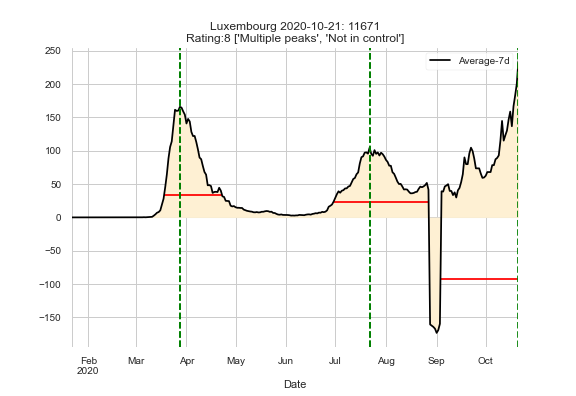 Luxembourg 2020-10-21: 11671
Rating:8 ['Multiple peaks', 'Not in control']
Average-7d
250
200
150
100
50
0
−50
−100
−150
Feb Mar Apr May Jun Jul Aug Sep Oct
2020
Date